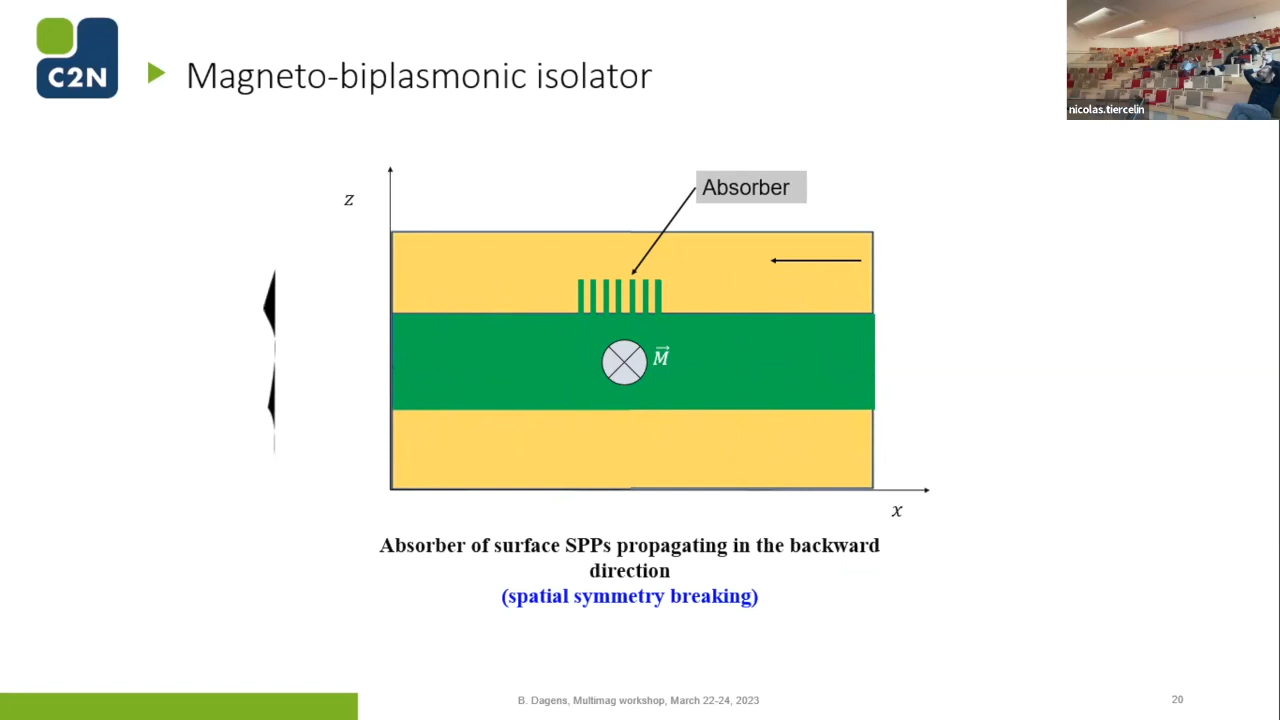 C2N
Magneto-biplasmonic isolator
nicolas.tiercelin
z
Absorber
M
x
Absorber of surface SPPs propagating in the backward
direction
(spatial symmetry breaking)
B. Dagens, Multimag workshop, March 22-24, 2023
20